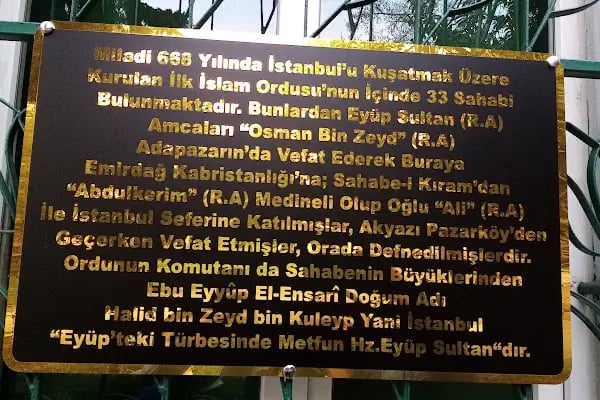 Miladi 668 Yılında İstanbul'u Kuşatmak Üzere
Kurulan İlk İslam Ordusu'nun İçinde 33 Sahabi
Bulunmaktadır. Bunlardan Eyüp Sultan (R.A)
Amcaları "Osman Bin Zeyd" (R.A)
Adapazarın'da Vefat Ederek Buraya
Emirdağ Kabristanlığı'na; Sahabe-i Kıram'dan
"Abdulkerim" (R.A) Medineli Olup Oğlu "Ali" (R.A)
İle İstanbul Seferine Katılmışlar, Akyazı Pazarköy'den
Geçerken Vefat Etmişler, Orada Defnedilmişlerdir.
Ordunun Komutanı da Sahabenin Büyüklerinden
Ebu Eyyûp El-Ensarî Doğum Adı
Halid bin Zeyd bin Kuleyp Yani İstanbul
"Eyüp'teki Türbesinde Metfun Hz.Eyüp Sultan"dır.